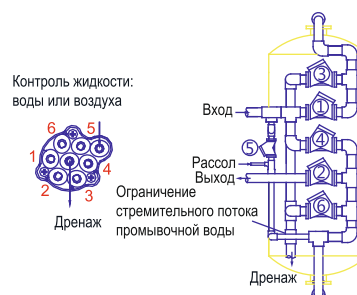 Контроль жидкости:
воды или воздуха
6
5
1
4
2
3
Дренаж
3
Вход
1
5
4
Рассол
Выход
2
Ограничение
стремительного потока
промывочной воды
6
Дренаж